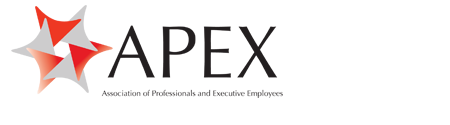 APEX
Association of Professionals and Executive Employees